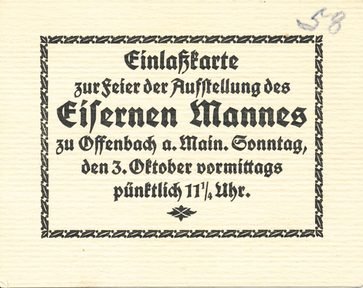 58
Einlaßkarte
zur Feier der Aufstellung des
Eisernen Mannes
zu Offenbach a. Main. Sonntag,
den 3. Oktober vormittags
pünktlich 11¼ Uhr.